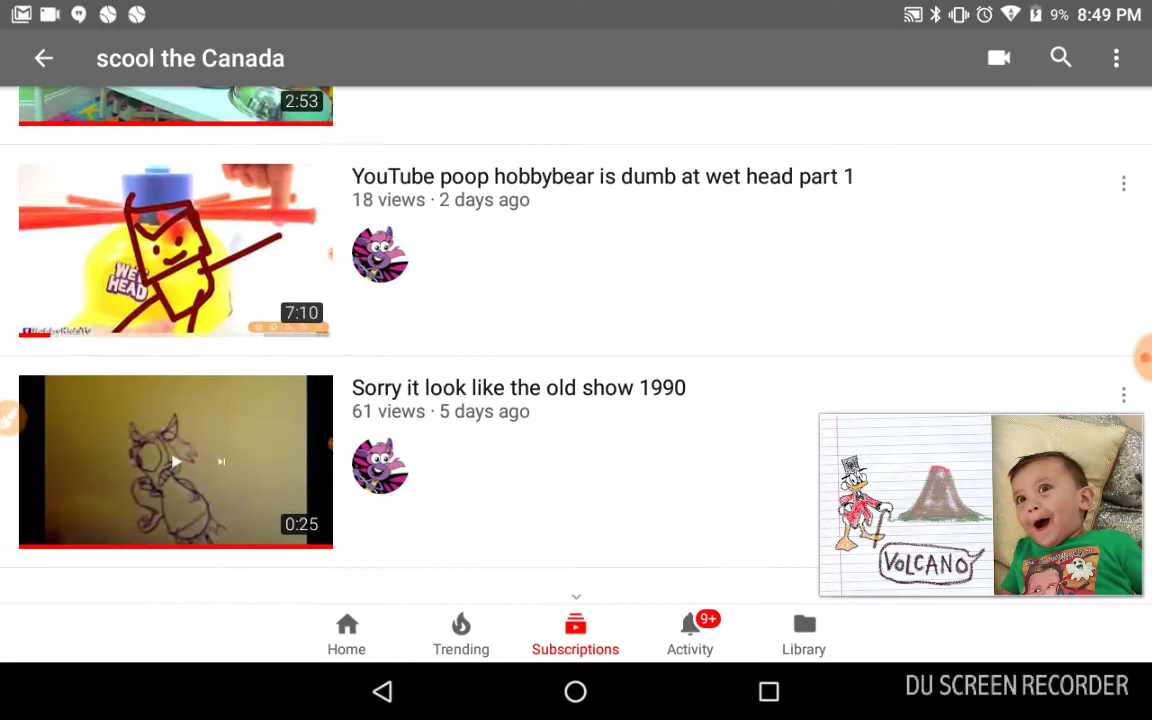 9% 8:49 PM
scool the Canada
2:53
YouTube poop hobbybear is dumb at wet head part 1
18 views · 2 days ago
WET
HEAD
7:10
Sorry it look like the old show 1990
61 views · 5 days ago
0:25
VOLCANO
Home
Trending
Subscriptions
9+
Activity
Library
DU SCREEN RECORDER